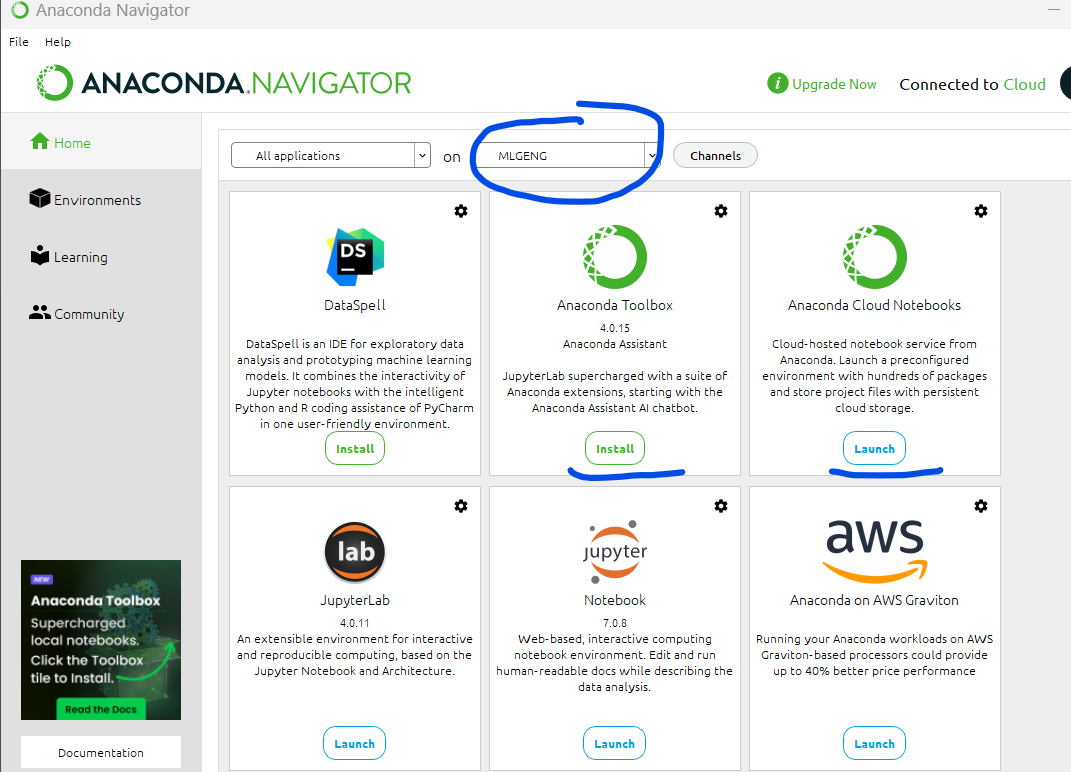 Anaconda Navigator
File Help
ANACONDA.NAVIGATOR
i Upgrade Now Connected to Cloud
Home
All applications on MLGENG Channels
Environments
Learning
Community
DS
DataSpell
DataSpell is an IDE for exploratory data
analysis and prototyping machine learning
models. It combines the interactivity of
Jupyter notebooks with the intelligent
Python and R coding assistance of PyCharm
in one user-friendly environment.
Install
Anaconda Toolbox
4.0.15
Anaconda Assistant
JupyterLab supercharged with a suite of
Anaconda extensions, starting with the
Anaconda Assistant AI chatbot.
Install
Anaconda Cloud Notebooks
Cloud-hosted notebook service from
Anaconda. Launch a preconfigured
environment with hundreds of packages
and store project files with persistent
cloud storage.
Launch
lab
JupyterLab
4.0.11
An extensible environment for interactive
and reproducible computing, based on the
Jupyter Notebook and Architecture.
Launch
jupyter
Notebook
7.0.8
Web-based, interactive computing
notebook environment. Edit and run
human-readable docs while describing the
data analysis.
Launch
aws
Anaconda on AWS Graviton
Running your Anaconda workloads on AWS
Graviton-based processors could provide
up to 40% better price performance
Launch
NEW
Anaconda Toolbox
Supercharged
local notebooks.
Click the Toolbox
tile to Install.
Read the Docs
Documentation